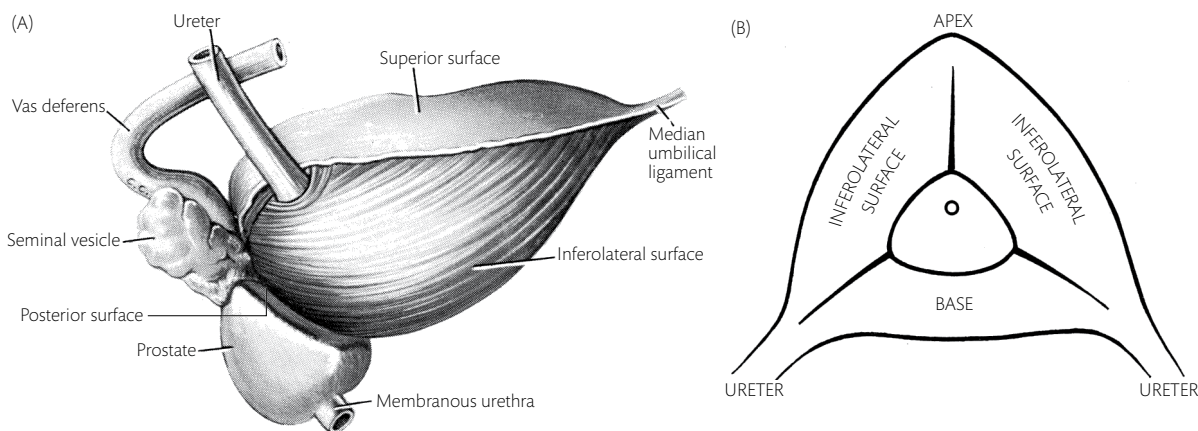 (A)
Ureter
Superior surface
Vas deferens
Median
umbilical
ligament
Seminal vesicle
Inferolateral surface
Posterior surface
Prostate
Membranous urethra
(B)
APEX
INFEROLATERAL
SURFACE
INFEROLATERAL
SURFACE
BASE
URETER
URETER